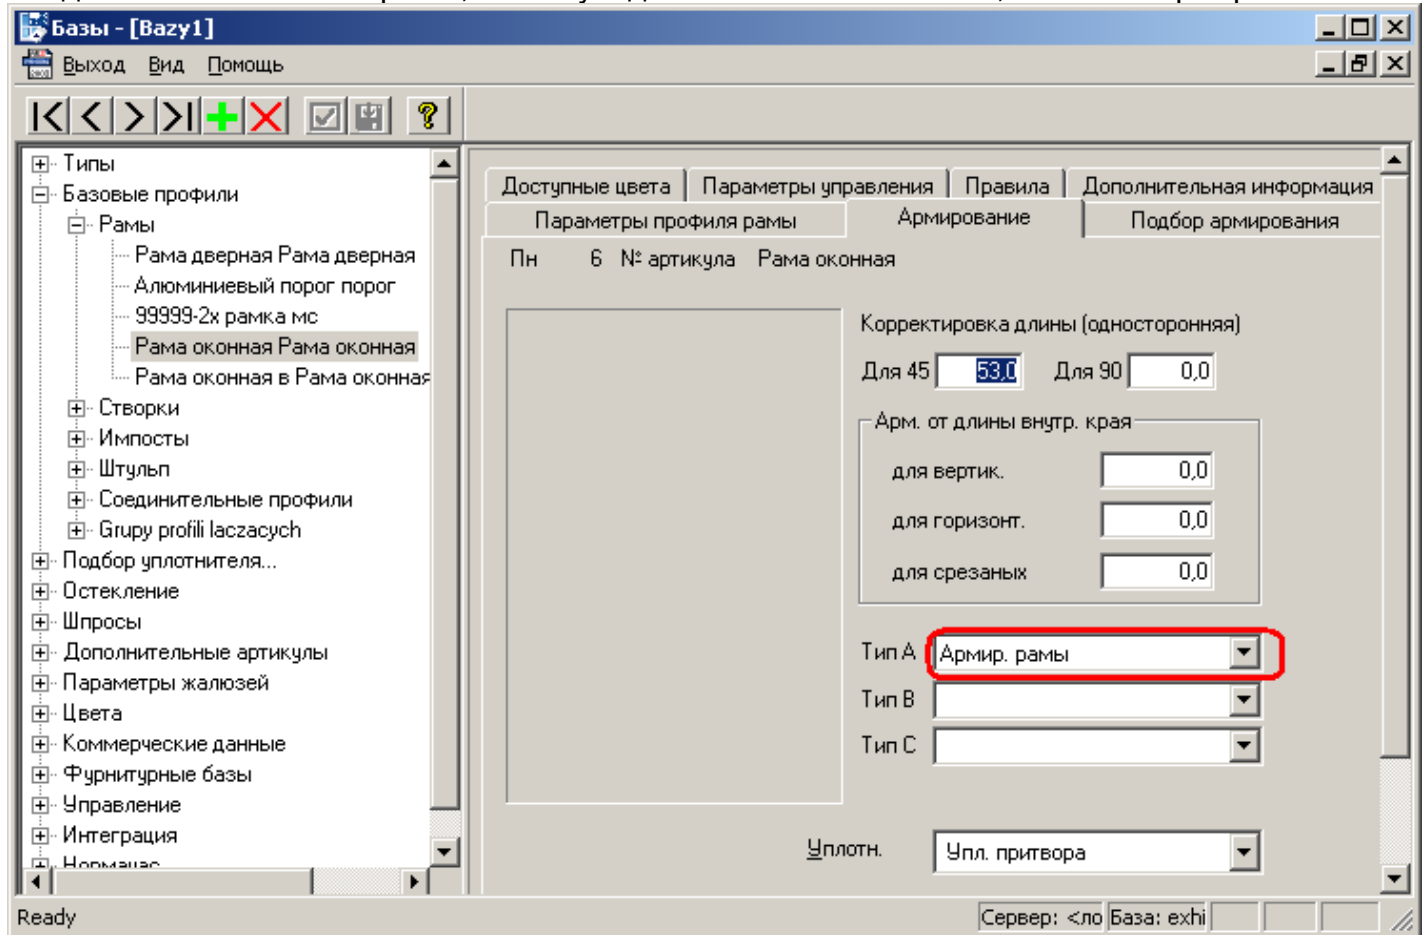 Базы - [Bazy1]
Выход Вид Помощь
Типы
Базовые профили
Рамы
Рама дверная Рама дверная
Алюминиевый порог порог
99999-2х рамка мс
Рама оконная Рама оконная
Рама оконная в Рама оконная
Створки
Импосты
Штульп
Соединительные профили
Grupy profili laczacych
Подбор уплотнителя...
Остекление
Шпросы
Дополнительные артикулы
Параметры жалюзей
Цвета
Коммерческие данные
Фурнитурные базы
Управление
Интеграция
Доступные цвета Параметры управления Правила Дополнительная информация
Параметры профиля рамы Армирование Подбор армирования
Пн 6 № артикула Рама оконная
Корректировка длины (односторонняя)
Для 45 53,0 Для 90 0,0
Арм. от длины внутр. края
для вертик. 0,0
для горизонт. 0,0
для срезаных 0,0
Тип A Армир. рамы
Тип B
Тип C
Уплотн. Упл. притвора
Ready Сервер: <ло База: exhi